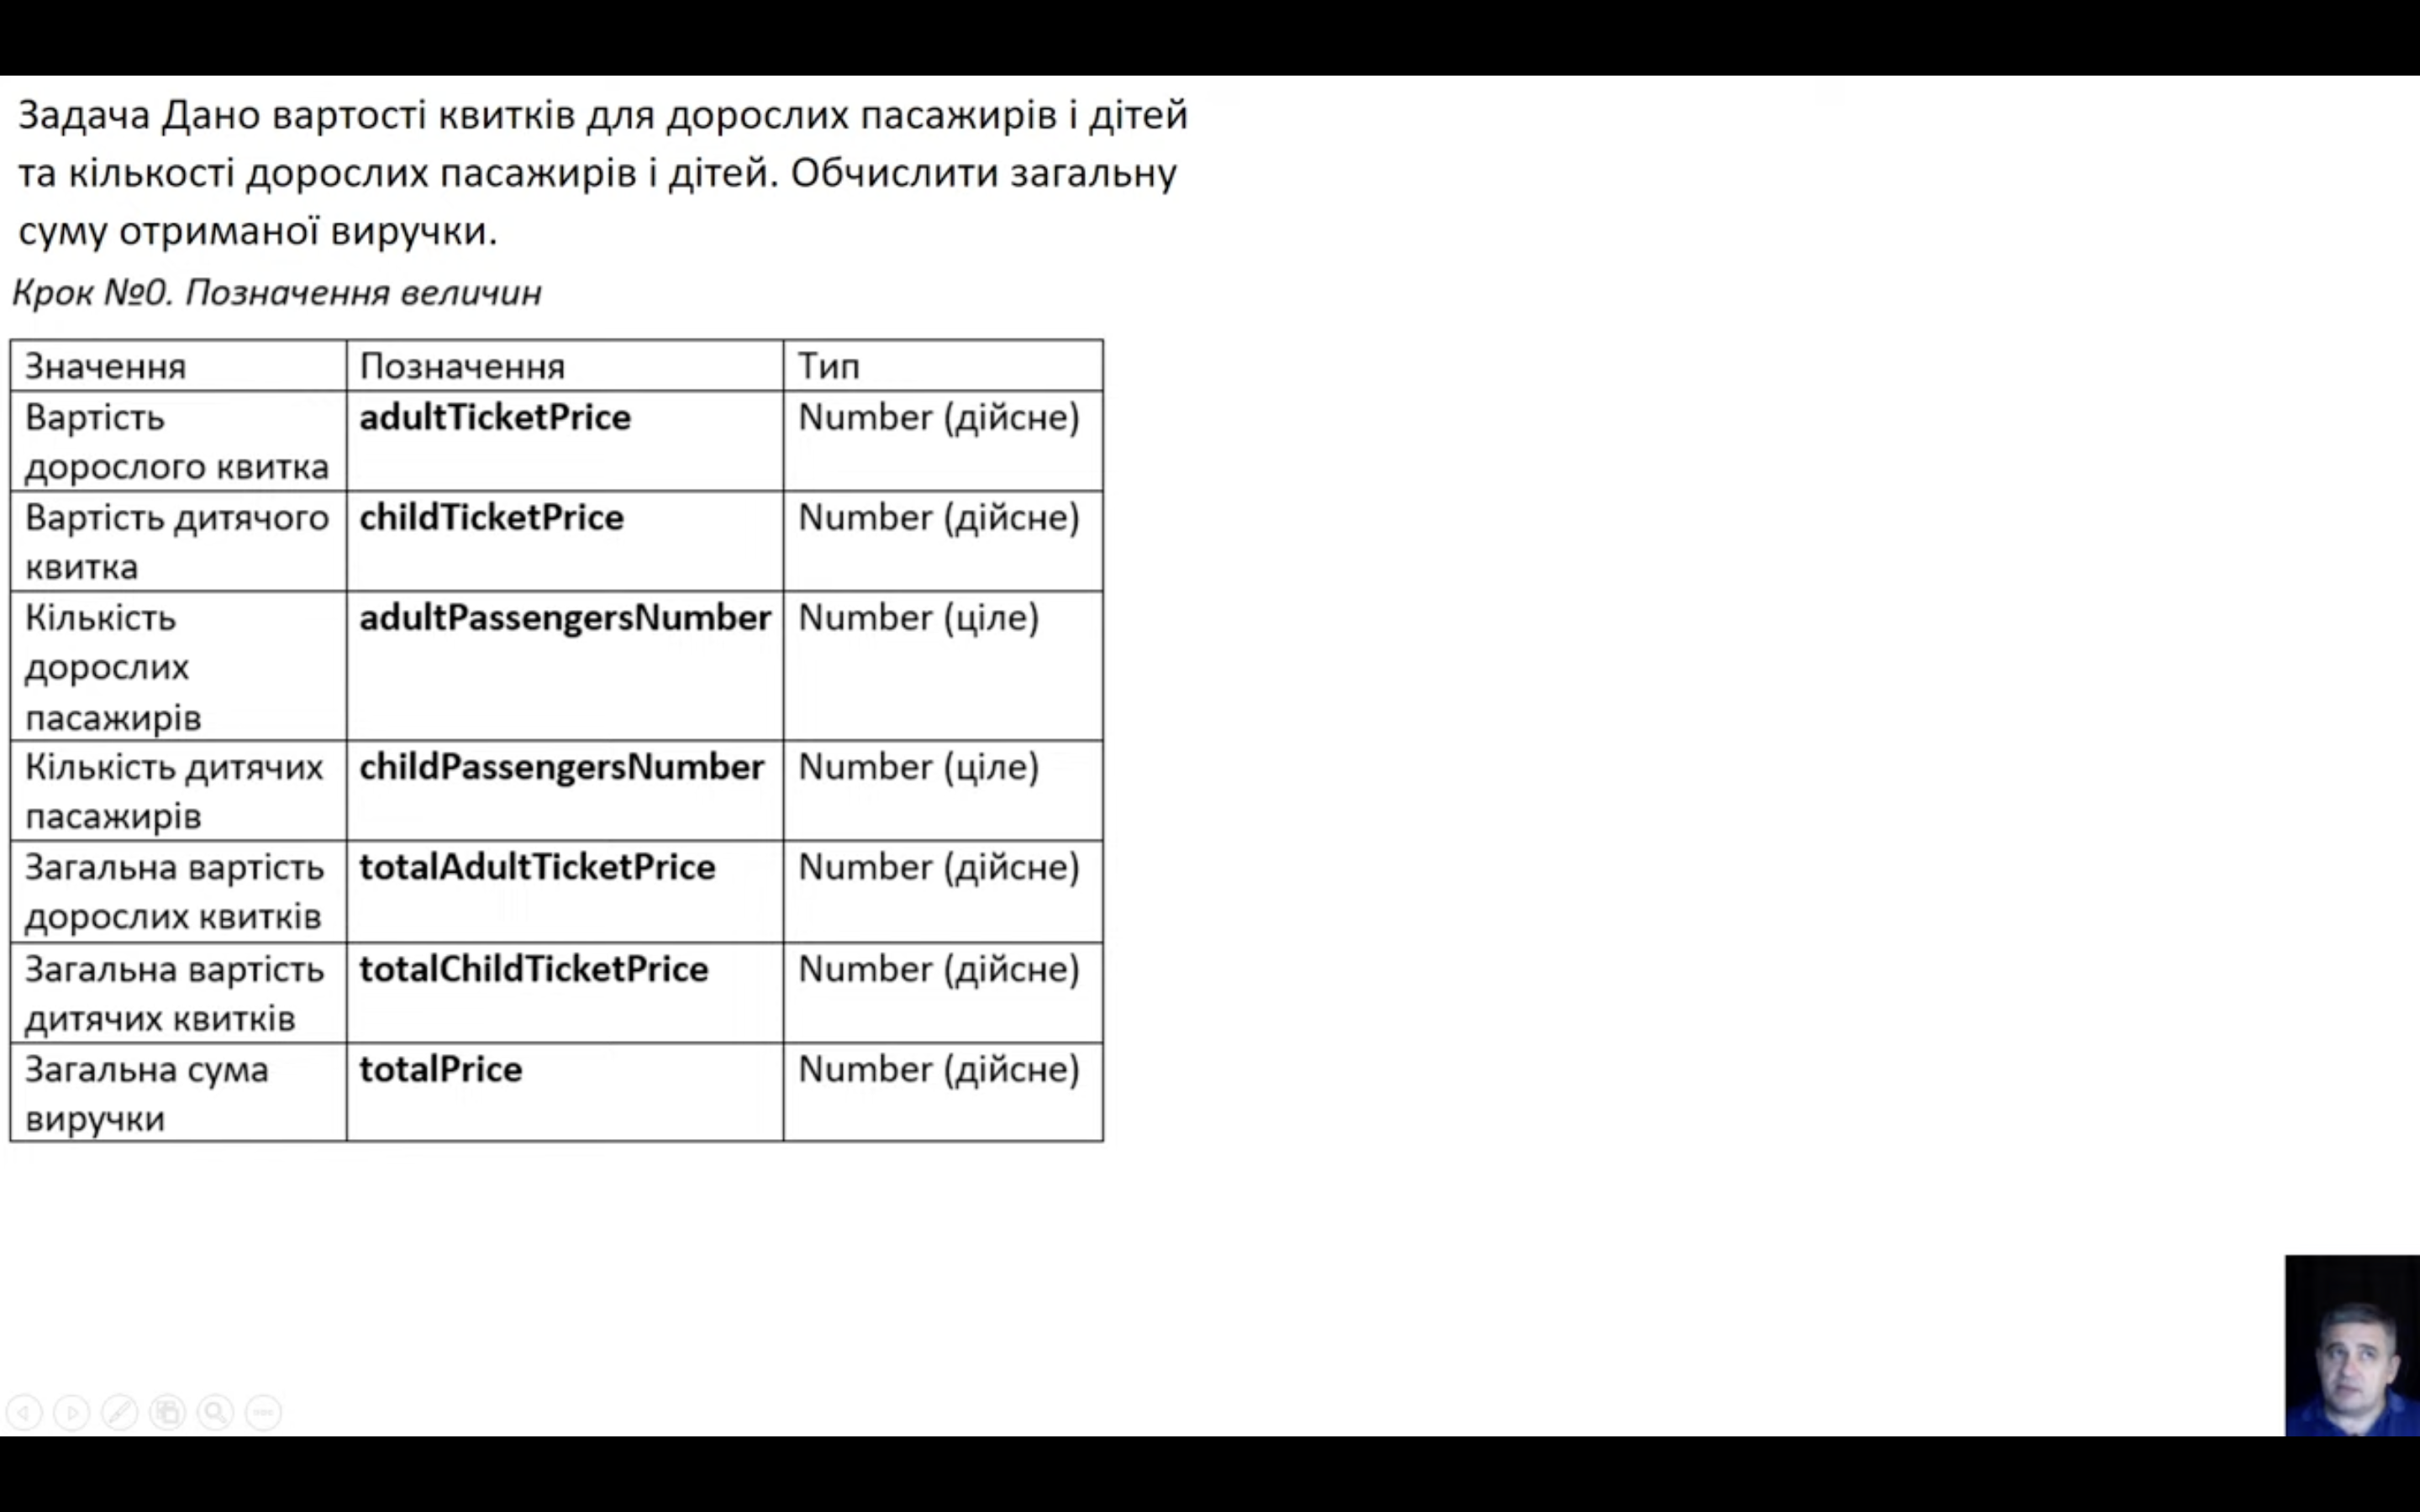 Задача Дано вартості квитків для дорослих пасажирів і дітей
та кількості дорослих пасажирів і дітей. Обчислити загальну
суму отриманої виручки.
Крок №0. Позначення величин
Значення Позначення Тип
Вартість adultTicketPrice Number (дійсне)
дорослого квитка
Вартість дитячого childTicketPrice Number (дійсне)
квитка
Кількість adultPassengersNumber Number (ціле)
дорослих
пасажирів
Кількість дитячих childPassengersNumber Number (ціле)
пасажирів
Загальна вартість totalAdultTicketPrice Number (дійсне)
дорослих квитків
Загальна вартість totalChildTicketPrice Number (дійсне)
дитячих квитків
Загальна сума totalPrice Number (дійсне)
виручки